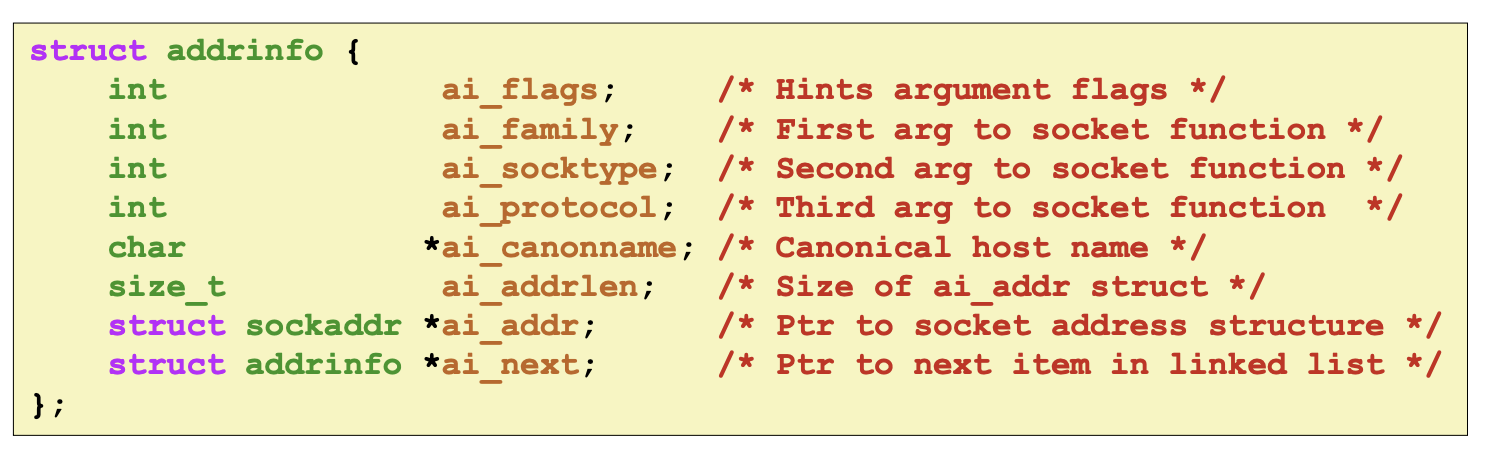 struct addrinfo {
    int              ai_flags;     /* Hints argument flags */
    int              ai_family;    /* First arg to socket function */
    int              ai_socktype;  /* Second arg to socket function */
    int              ai_protocol;  /* Third arg to socket function  */
    char            *ai_canonname; /* Canonical host name */
    size_t           ai_addrlen;   /* Size of ai_addr struct */
    struct sockaddr *ai_addr;      /* Ptr to socket address structure */
    struct addrinfo *ai_next;      /* Ptr to next item in linked list */
};